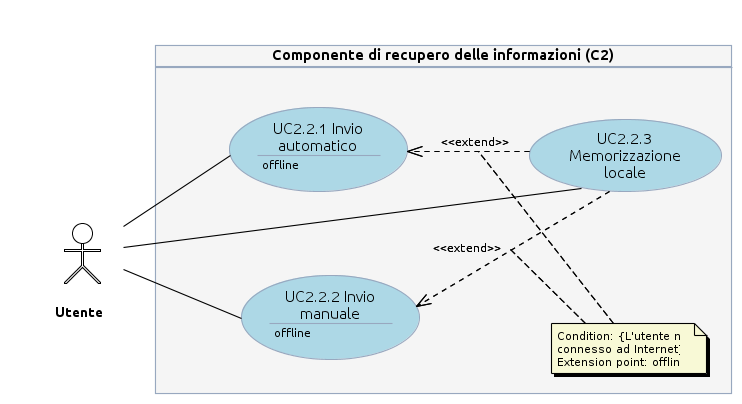 Componente di recupero delle informazioni (C2)
UC2.2.1 Invio
automatico
offline
<<extend>>
UC2.2.3
Memorizzazione
locale
<<extend>>
Utente
UC2.2.2 Invio
manuale
offline
Condition: {L'utente n
connesso ad Internet}
Extension point: offlin